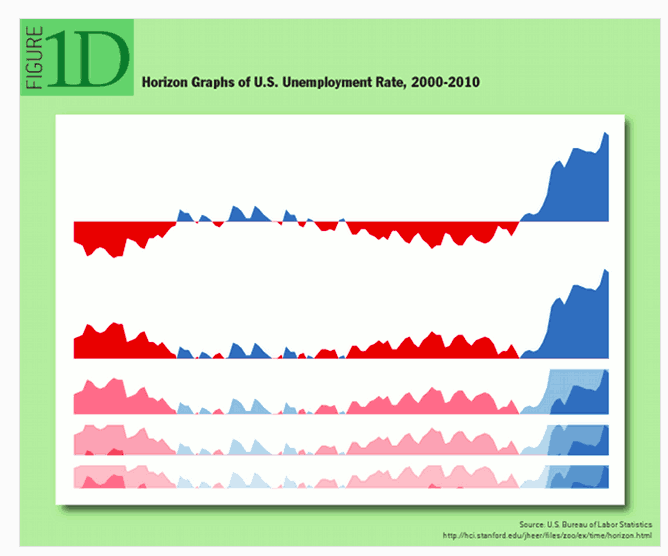 FIGURE 1D
Horizon Graphs of U.S. Unemployment Rate, 2000-2010
Source: U.S. Bureau of Labor Statistics
http://hci.stanford.edu/jheer/files/zoo/ex/time/horizon.html